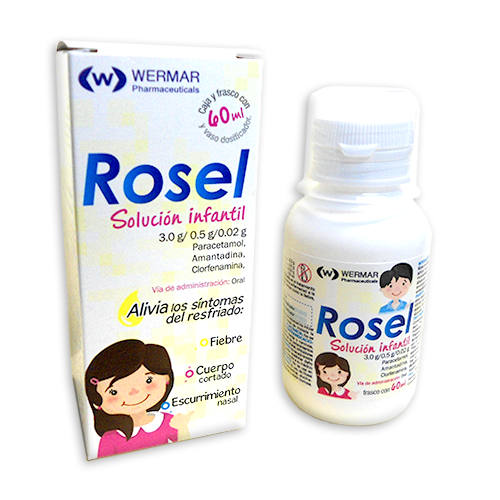 WERMAR
Pharmaceuticals
Caja y frasco con
60 ml
y vaso dosificador.
Rosel
Solución infantil
3.0 g/ 0.5 g/0.02 g
Paracetamol,
Amantadina,
Clorfenamina,
Vía de administración: Oral
Alivia los síntomas
del resfriado:
Fiebre
Cuerpo
cortado
Escurrimiento
nasal
WERMAR
Pharmaceuticals
Rosel
Solución infantil
3.0 g/0.5 g/0.02 g
Paracetamol,
Amantadina,
Clorfenamina,
Vía de administración:
frasco con 60 ml